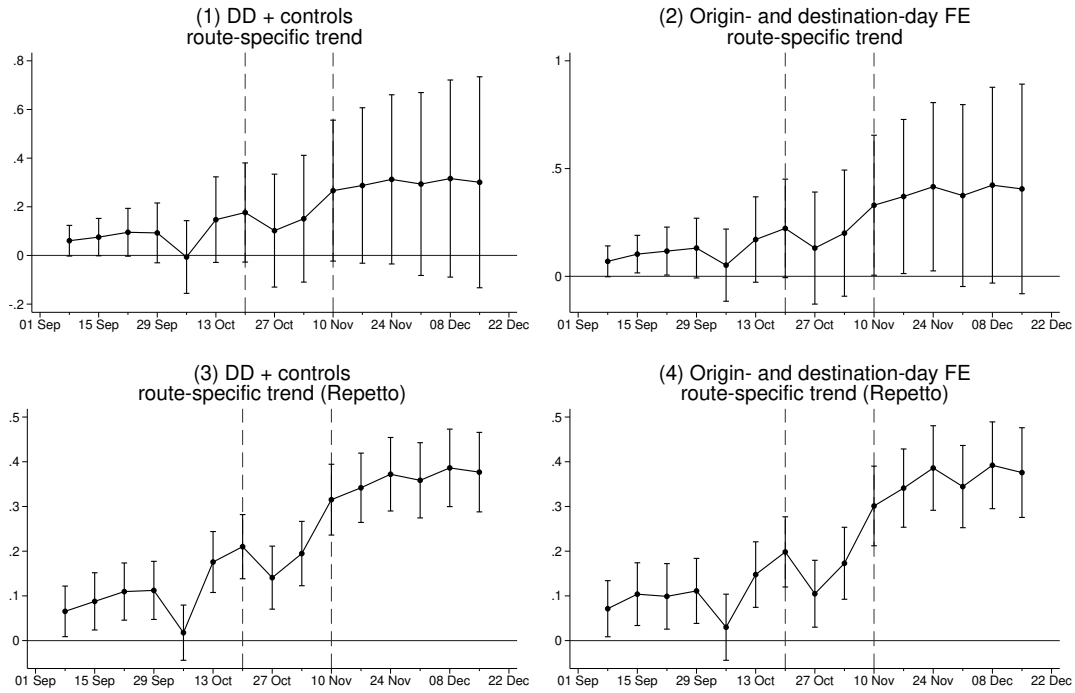 (1) DD + controls
route-specific trend
.8
.6
.4
.2
0
-.2
01 Sep 15 Sep 29 Sep 13 Oct 27 Oct 10 Nov 24 Nov 08 Dec 22 Dec
(2) Origin- and destination-day FE
route-specific trend
1
.5
0
01 Sep 15 Sep 29 Sep 13 Oct 27 Oct 10 Nov 24 Nov 08 Dec 22 Dec
(3) DD + controls
route-specific trend (Repetto)
.5
.4
.3
.2
.1
0
01 Sep 15 Sep 29 Sep 13 Oct 27 Oct 10 Nov 24 Nov 08 Dec 22 Dec
(4) Origin- and destination-day FE
route-specific trend (Repetto)
.5
.4
.3
.2
.1
0
01 Sep 15 Sep 29 Sep 13 Oct 27 Oct 10 Nov 24 Nov 08 Dec 22 Dec